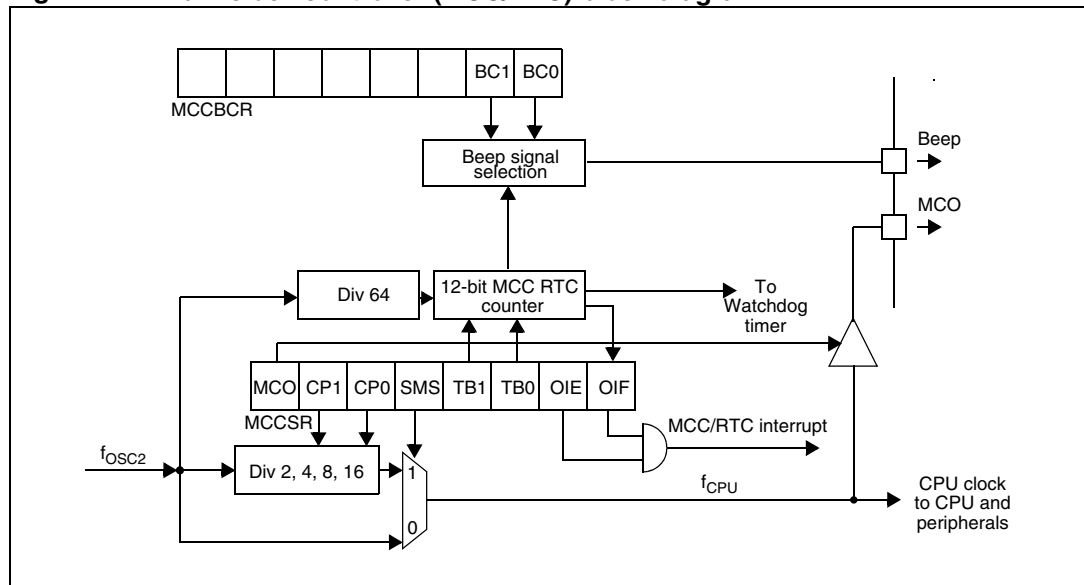 BC1 BC0
MCCBCR
Beep signal
selection
Beep
MCO
Div 64
12-bit MCC RTC
counter
To
Watchdog
timer
MCO CP1 CP0 SMS TB1 TB0 OIE OIF
MCCSR
MCC/RTC interrupt
fOSC2
Div 2, 4, 8, 16
1
0
fCPU
CPU clock
to CPU and
peripherals